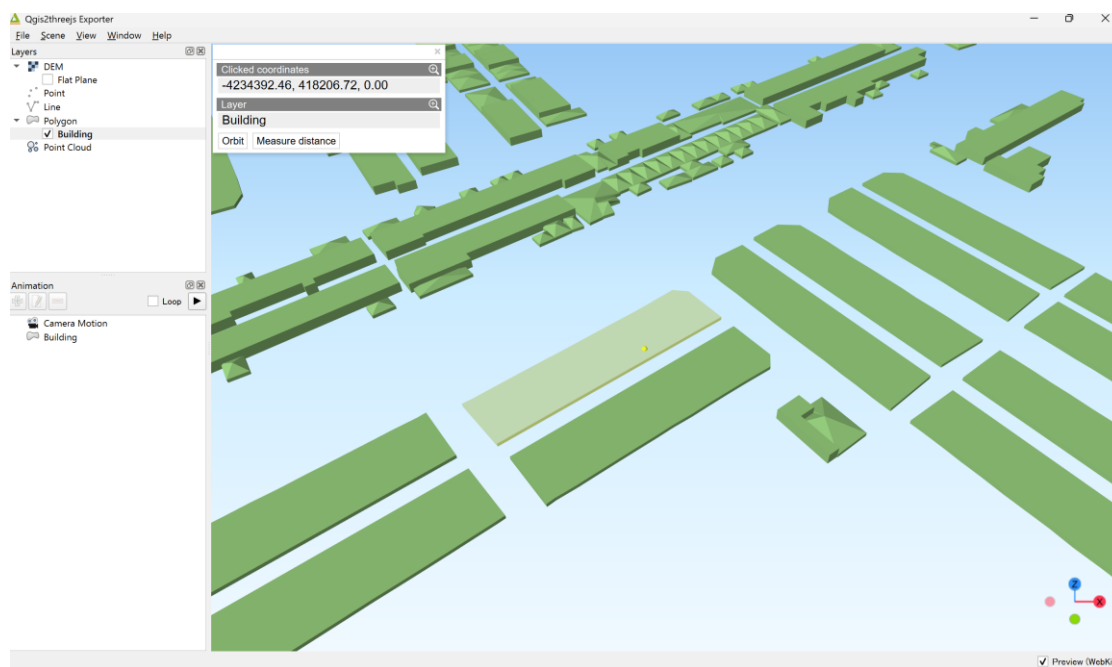 Qgis2threejs Exporter
File Scene View Window Help
Layers
DEM
Flat Plane
Point
Line
Polygon
Building
Point Cloud
Clicked coordinates
-4234392.46, 418206.72, 0.00
Layer
Building
Orbit Measure distance
Animation
Loop
Camera Motion
Building
Z
X
Preview